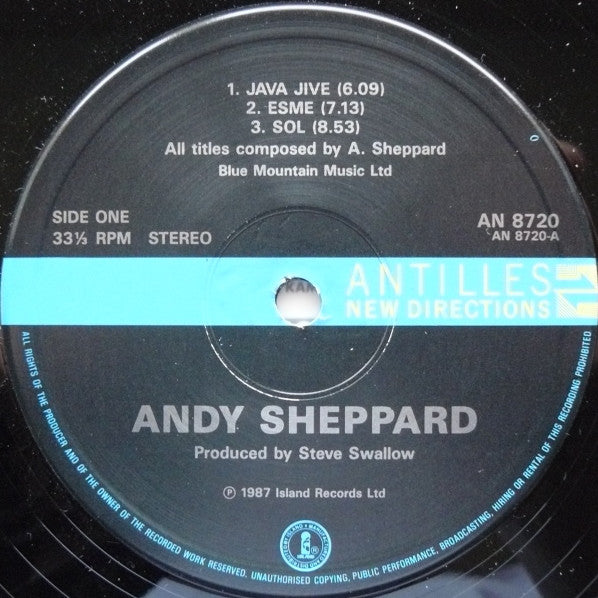 1. JAVA JIVE (6.09)
2. ESME (7.13)
3. SOL (8.53)
All titles composed by A. Sheppard
Blue Mountain Music Ltd
SIDE ONE
33⅓ RPM STEREO
AN 8720
AN 8720-A
ANTILLES
NEW DIRECTIONS
ANDY SHEPPARD
Produced by Steve Swallow
℗ 1987 Island Records Ltd
ALL RIGHTS OF THE PRODUCER AND OF THE OWNER OF THE RECORDED WORK RESERVED. UNAUTHORISED COPYING, PUBLIC PERFORMANCE, BROADCASTING, HIRING OR RENTAL OF THIS RECORDING PROHIBITED